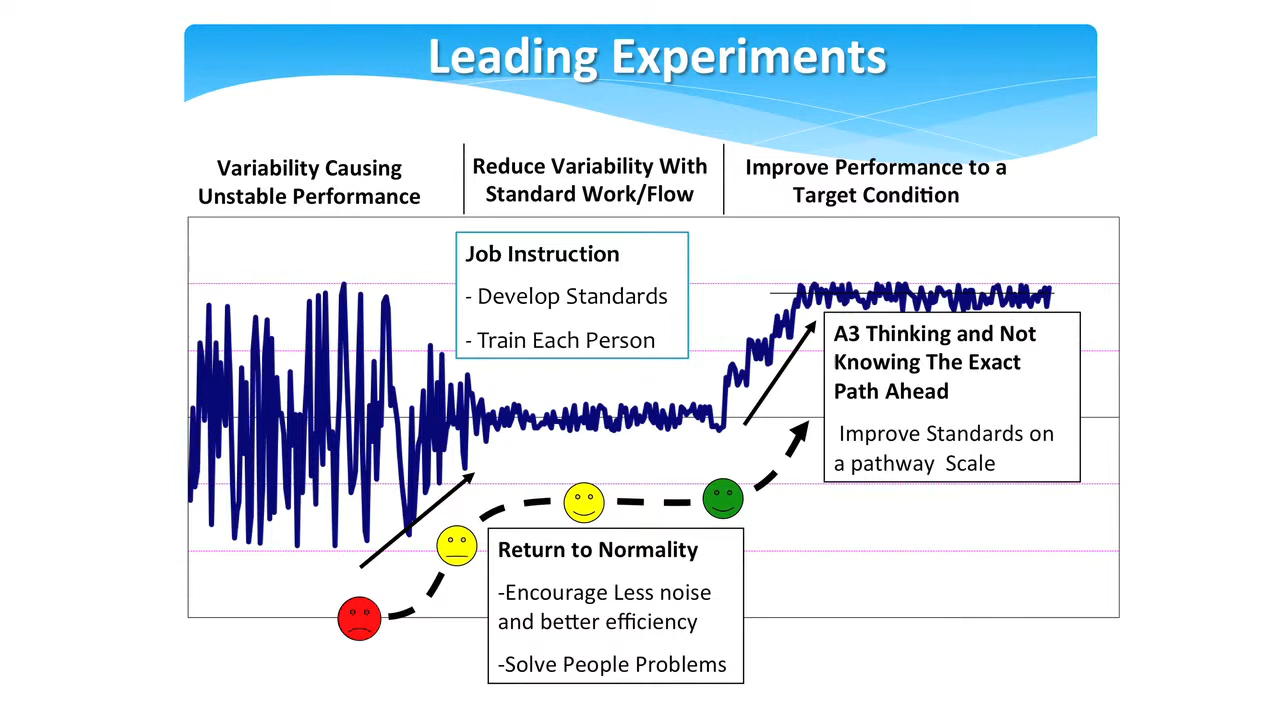 Leading Experiments
Variability Causing
Unstable Performance
Reduce Variability With
Standard Work/Flow
Improve Performance to a
Target Condition
Job Instruction
- Develop Standards
- Train Each Person
A3 Thinking and Not
Knowing The Exact
Path Ahead
Improve Standards on
a pathway Scale
Return to Normality
-Encourage Less noise
and better efficiency
-Solve People Problems